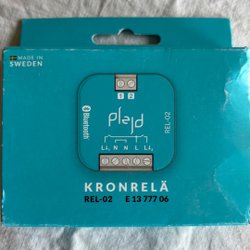 MADE IN
SWEDEN
1 2
Bluetooth
Plejd
REL-02
L₁ N N L L₁
KRONRELÄ
REL-02 E 13 777 06